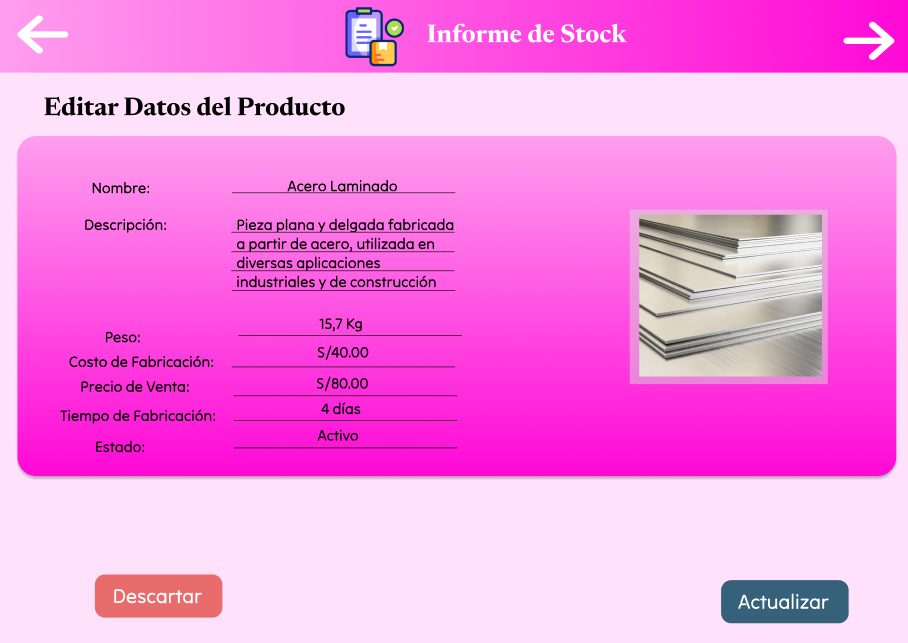 Informe de Stock
Editar Datos del Producto
Nombre: Acero Laminado
Descripción: Pieza plana y delgada fabricada
a partir de acero, utilizada en
diversas aplicaciones
industriales y de construcción
Peso: 15,7 Kg
Costo de Fabricación: S/40.00
Precio de Venta: S/80.00
Tiempo de Fabricación: 4 días
Estado: Activo
Descartar
Actualizar